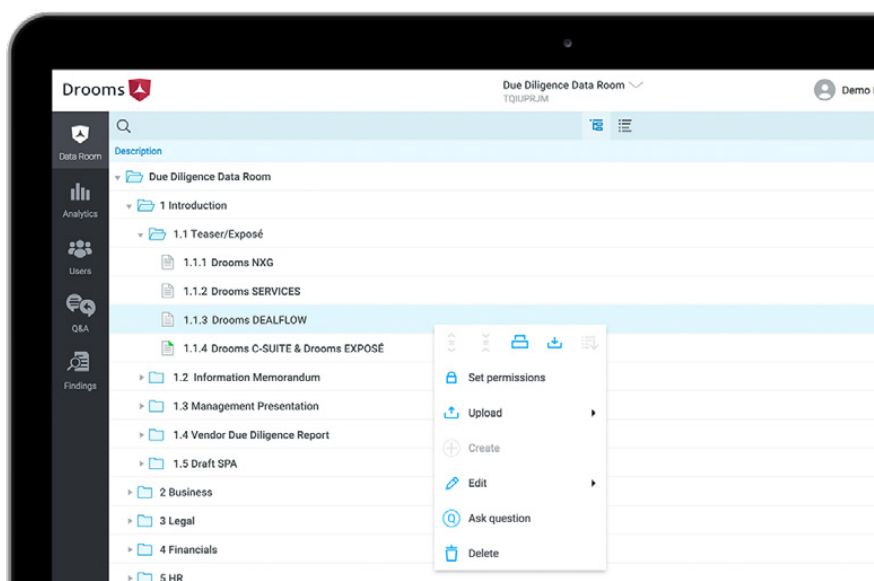 Drooms
Due Diligence Data Room
TQIUPRJM
Demo
Data Room
Analytics
Users
Q&A
Findings
Description
Due Diligence Data Room
1 Introduction
1.1 Teaser/Exposé
1.1.1 Drooms NXG
1.1.2 Drooms SERVICES
1.1.3 Drooms DEALFLOW
1.1.4 Drooms C-SUITE & Drooms EXPOSÉ
1.2 Information Memorandum
1.3 Management Presentation
1.4 Vendor Due Diligence Report
1.5 Draft SPA
2 Business
3 Legal
4 Financials
5 HR
Set permissions
Upload
Create
Edit
Q Ask question
Delete